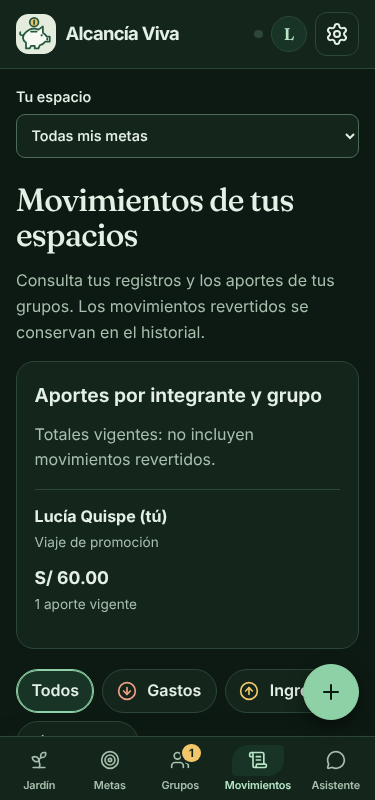 Alcancía Viva
L
Tu espacio
Todas mis metas
Movimientos de tus
espacios
Consulta tus registros y los aportes de tus
grupos. Los movimientos revertidos se
conservan en el historial.
Aportes por integrante y grupo
Totales vigentes: no incluyen
movimientos revertidos.
Lucía Quispe (tú)
Viaje de promoción
S/ 60.00
1 aporte vigente
Todos
Gastos
1
Jardín
Metas
Grupos
Movimientos
Asistente